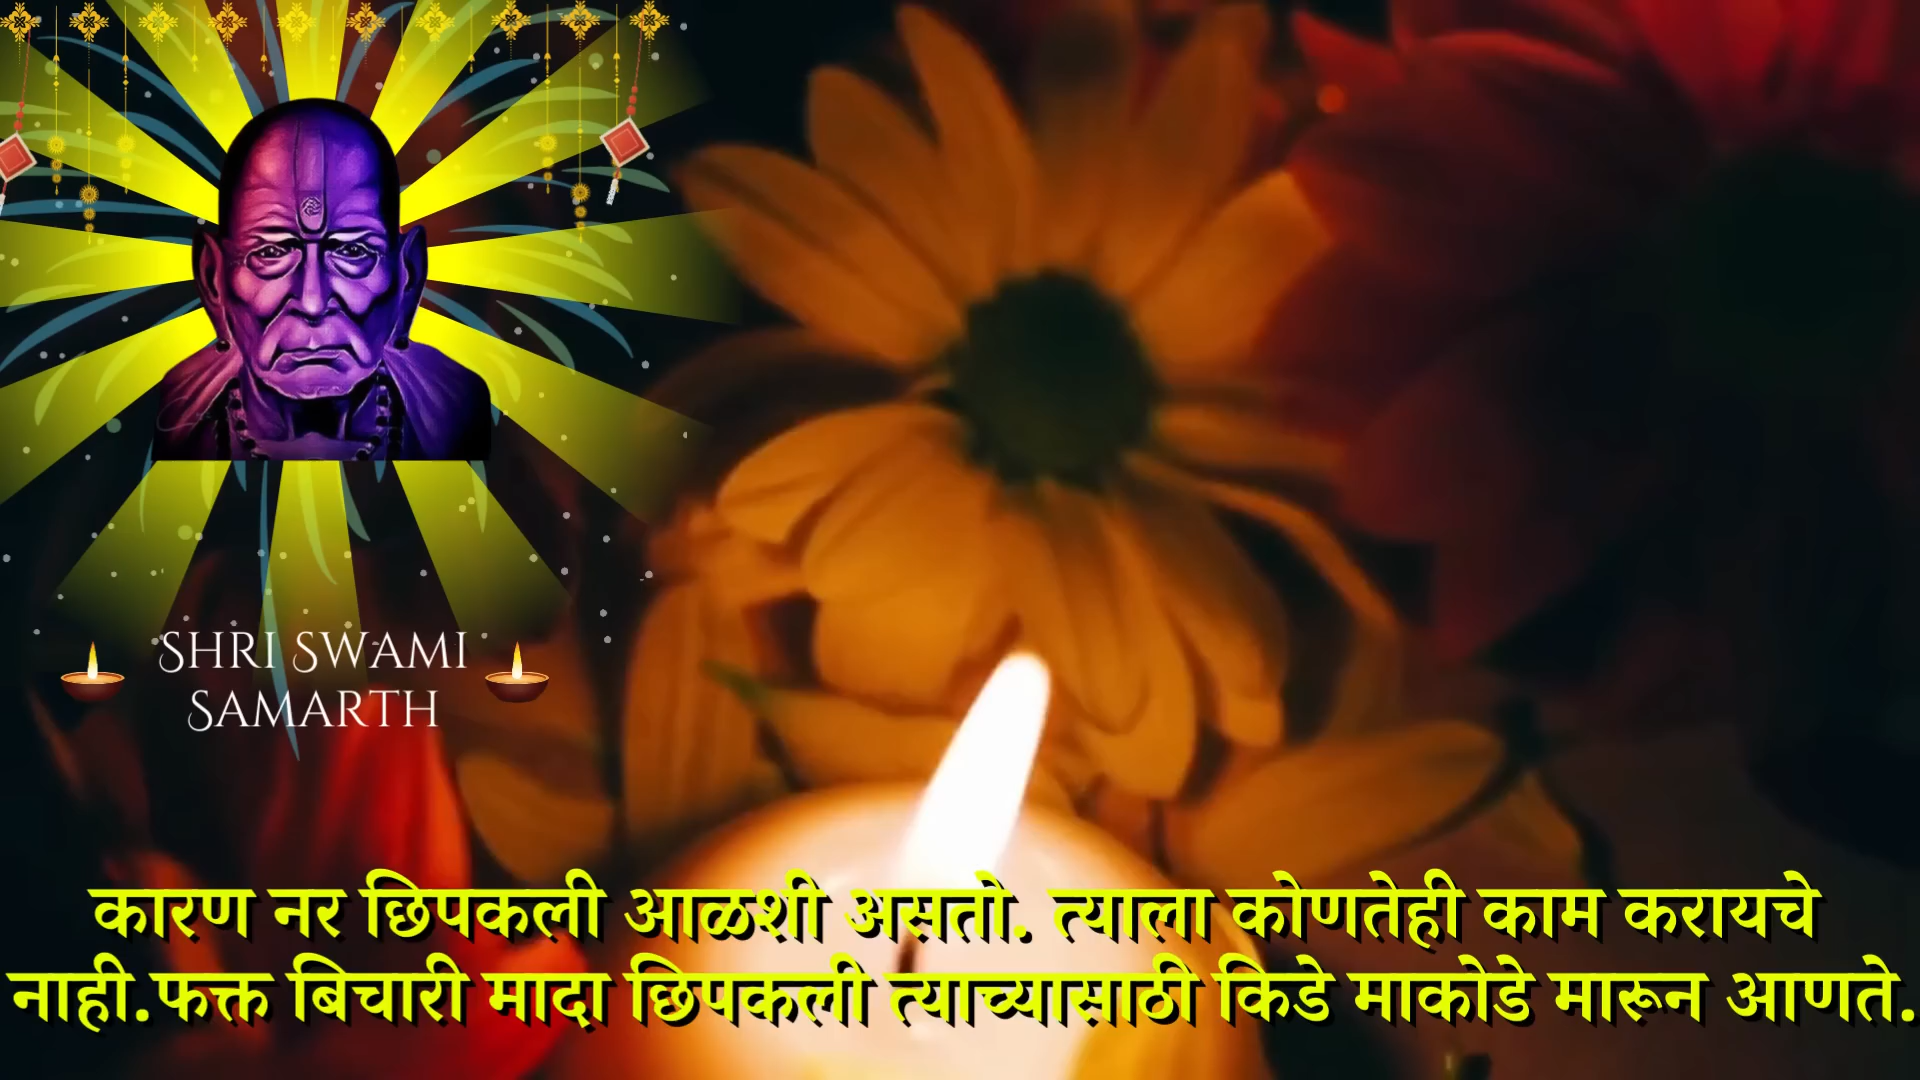 SHRI SWAMI
SAMARTH
कारण नर छिपकली आळशी असतो. त्याला कोणतेही काम करायचे
नाही.फक्त बिचारी मादा छिपकली त्याच्यासाठी किडे माकोडे मारून आणते.